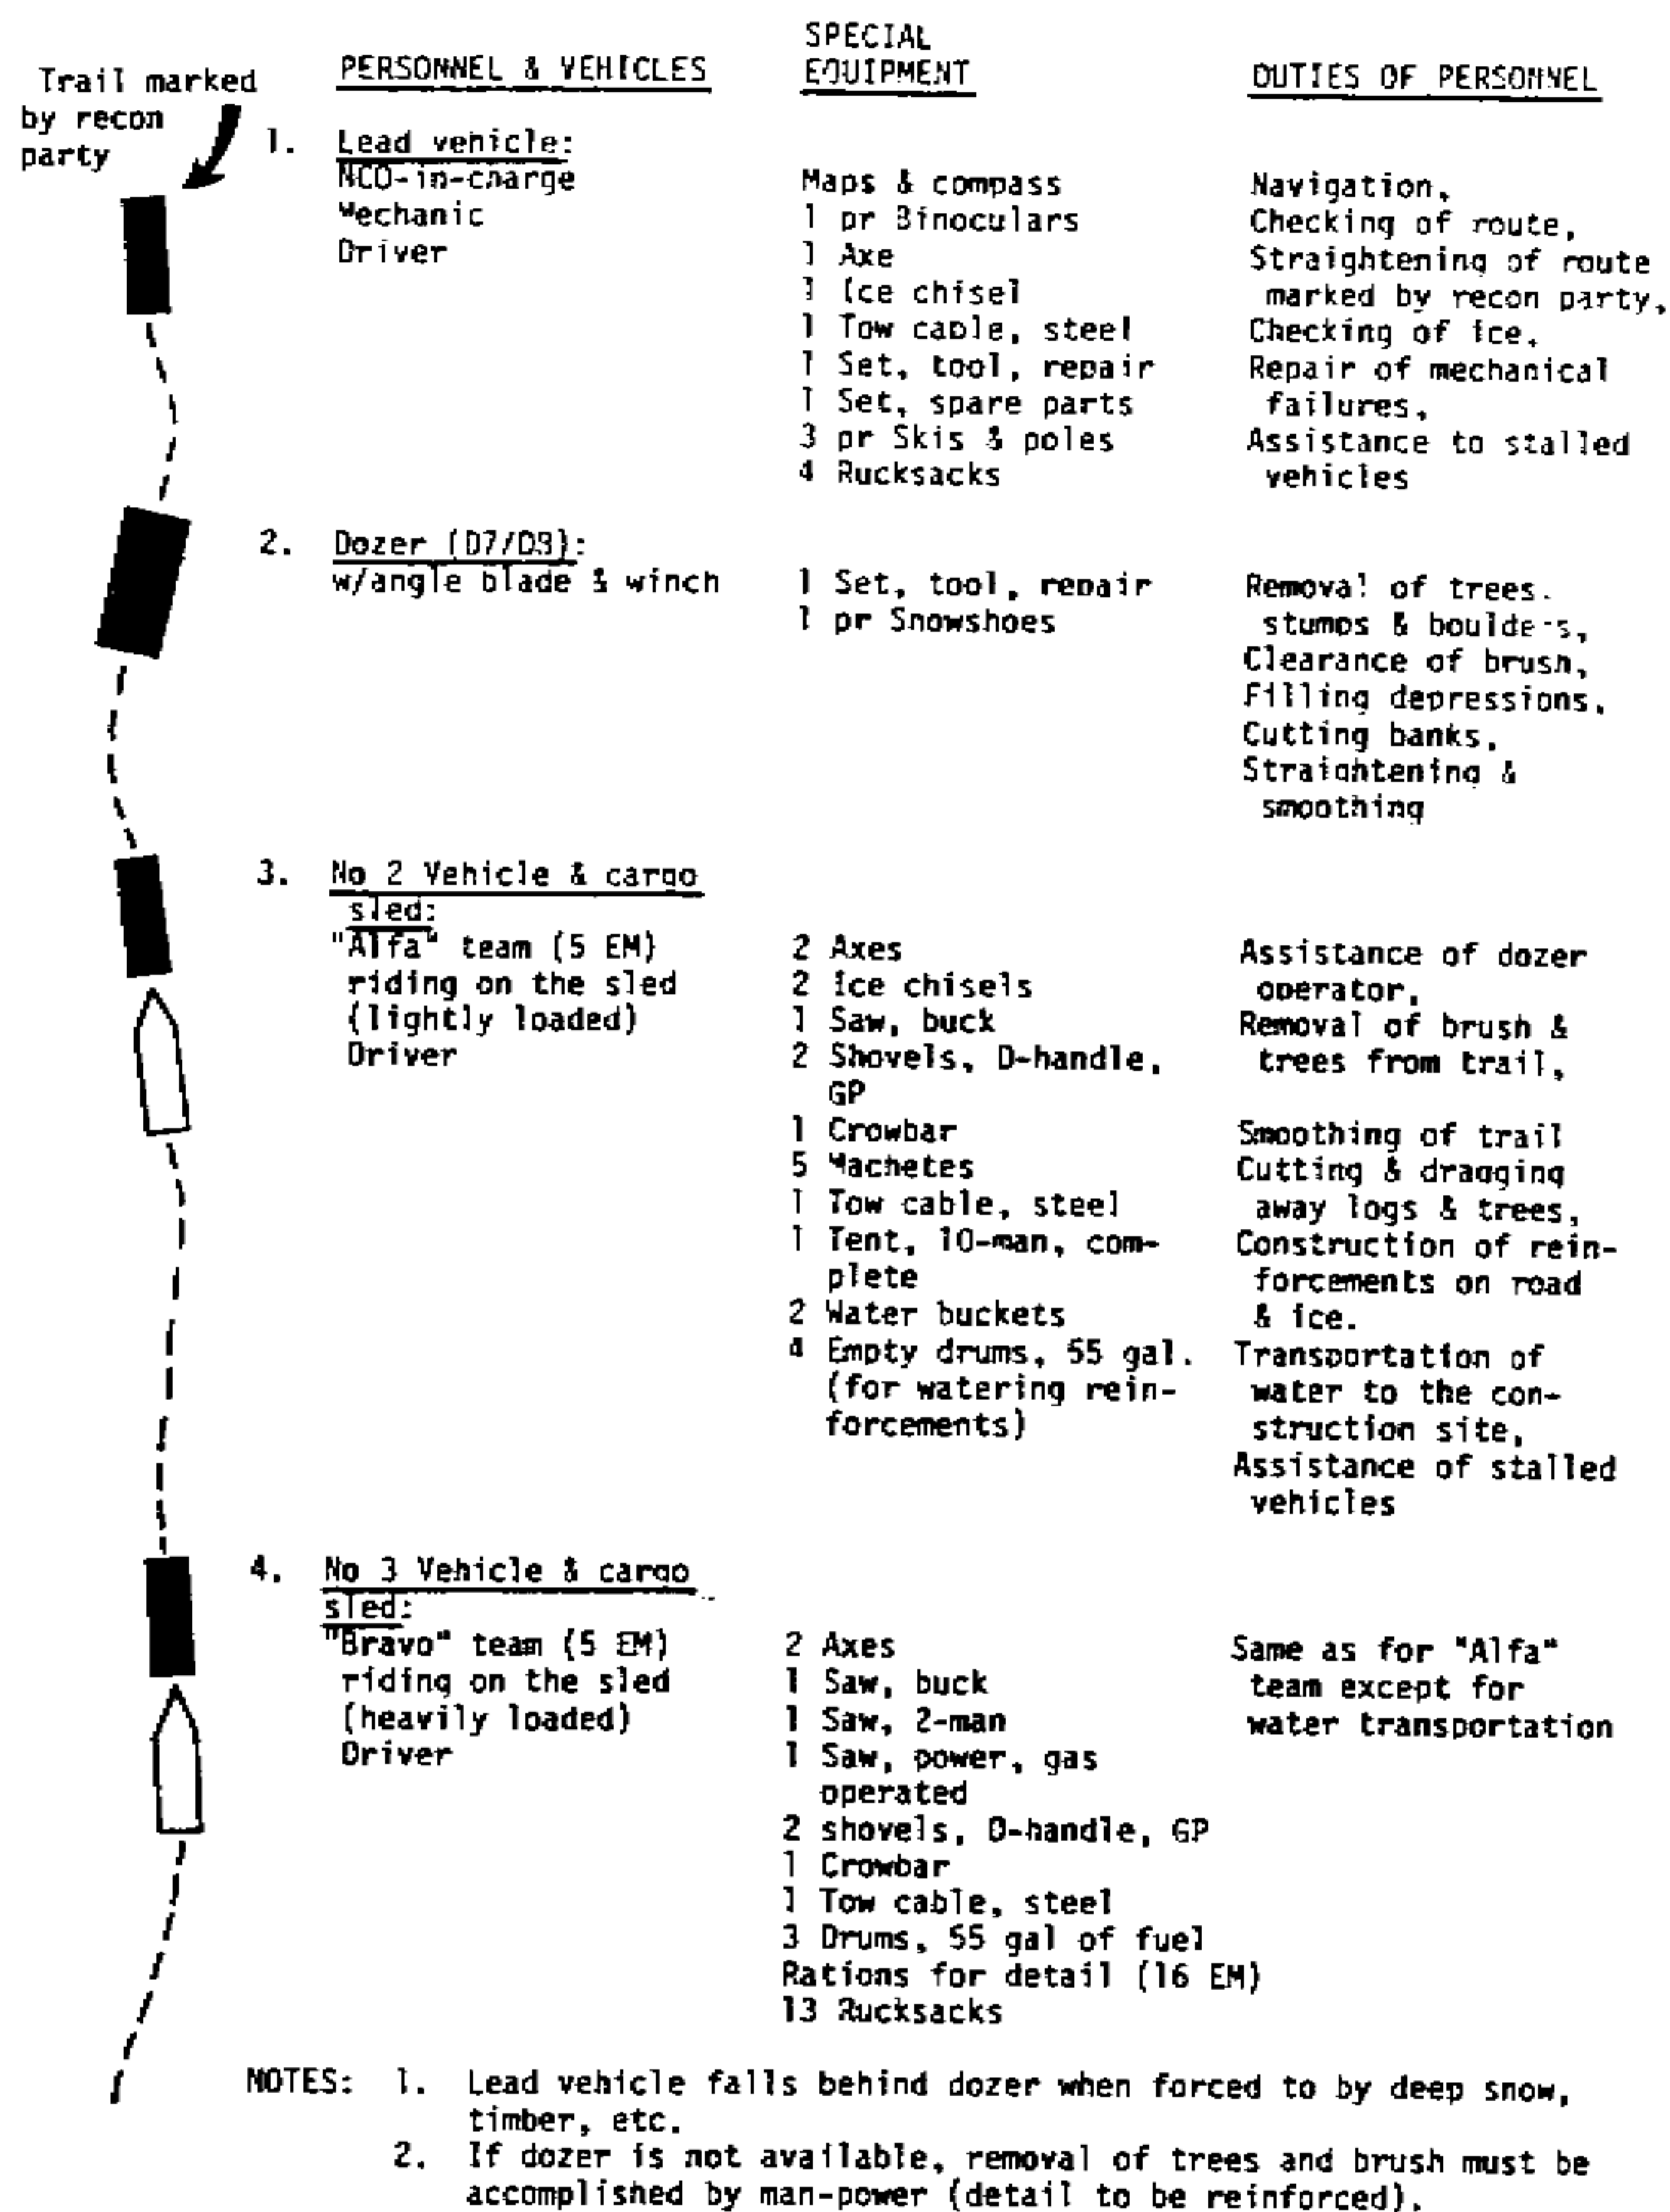 Trail marked
by recon
party
PERSONNEL & VEHICLES
SPECIAL
EQUIPMENT
DUTIES OF PERSONNEL
1. Lead vehicle:
NCO-in-charge
Mechanic
Driver
Maps & compass
1 pr Binoculars
1 Axe
1 Ice chisel
1 Tow cable, steel
1 Set, tool, repair
1 Set, spare parts
3 pr Skis & poles
4 Rucksacks
Navigation,
Checking of route,
Straightening of route
marked by recon party,
Checking of ice,
Repair of mechanical
failures,
Assistance to stalled
vehicles
2. Dozer (D7/D8):
w/angle blade & winch
1 Set, tool, repair
1 pr Snowshoes
Removal of trees.
stumps & boulders,
Clearance of brush,
Filling depressions,
Cutting banks,
Straightening &
smoothing
3. No 2 Vehicle & cargo
sled:
"Alfa" team (5 EM)
riding on the sled
(lightly loaded)
Driver
2 Axes
2 Ice chisels
1 Saw, buck
2 Shovels, D-handle,
GP
1 Crowbar
5 Machetes
1 Tow cable, steel
1 Tent, 10-man, com-
plete
2 Water buckets
4 Empty drums, 55 gal.
(for watering rein-
forcements)
Assistance of dozer
operator,
Removal of brush &
trees from trail,
Smoothing of trail
Cutting & dragging
away logs & trees,
Construction of rein-
forcements on road
& ice.
Transportation of
water to the con-
struction site,
Assistance of stalled
vehicles
4. No 3 Vehicle & cargo
sled:
"Bravo" team (5 EM)
riding on the sled
(heavily loaded)
Driver
2 Axes
1 Saw, buck
1 Saw, 2-man
1 Saw, power, gas
operated
2 shovels, D-handle, GP
1 Crowbar
1 Tow cable, steel
3 Drums, 55 gal of fuel
Rations for detail (16 EM)
13 Rucksacks
Same as for "Alfa"
team except for
water transportation
NOTES: 1. Lead vehicle falls behind dozer when forced to by deep snow,
timber, etc.
2. If dozer is not available, removal of trees and brush must be
accomplished by man-power (detail to be reinforced).